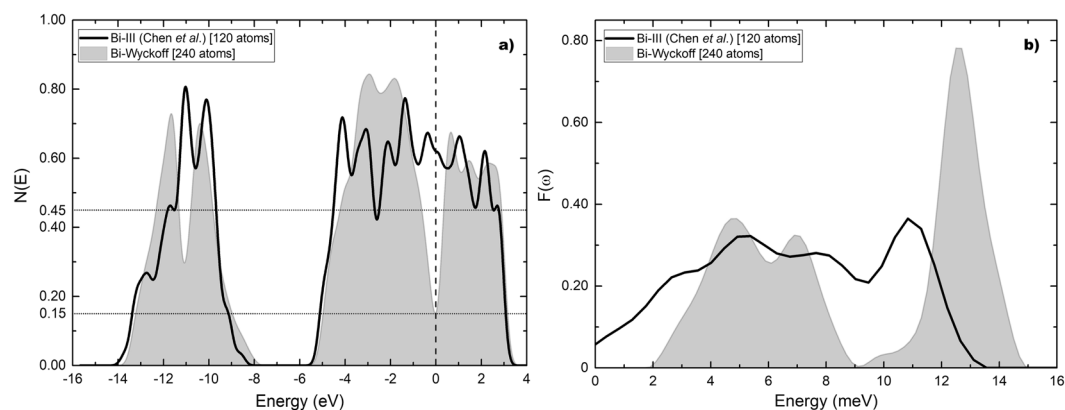 Bi-III (Chen et al.) [120 atoms]
Bi-Wyckoff [240 atoms]
a)
N(E)
1.00
0.80
0.60
0.45
0.40
0.20
0.15
0.00
-16 -14 -12 -10 -8 -6 -4 -2 0 2 4
Energy (eV)
Bi-III (Chen et al.) [120 atoms]
Bi-Wyckoff [240 atoms]
b)
F(ω)
0.80
0.60
0.40
0.20
0.00
0 2 4 6 8 10 12 14 16
Energy (meV)